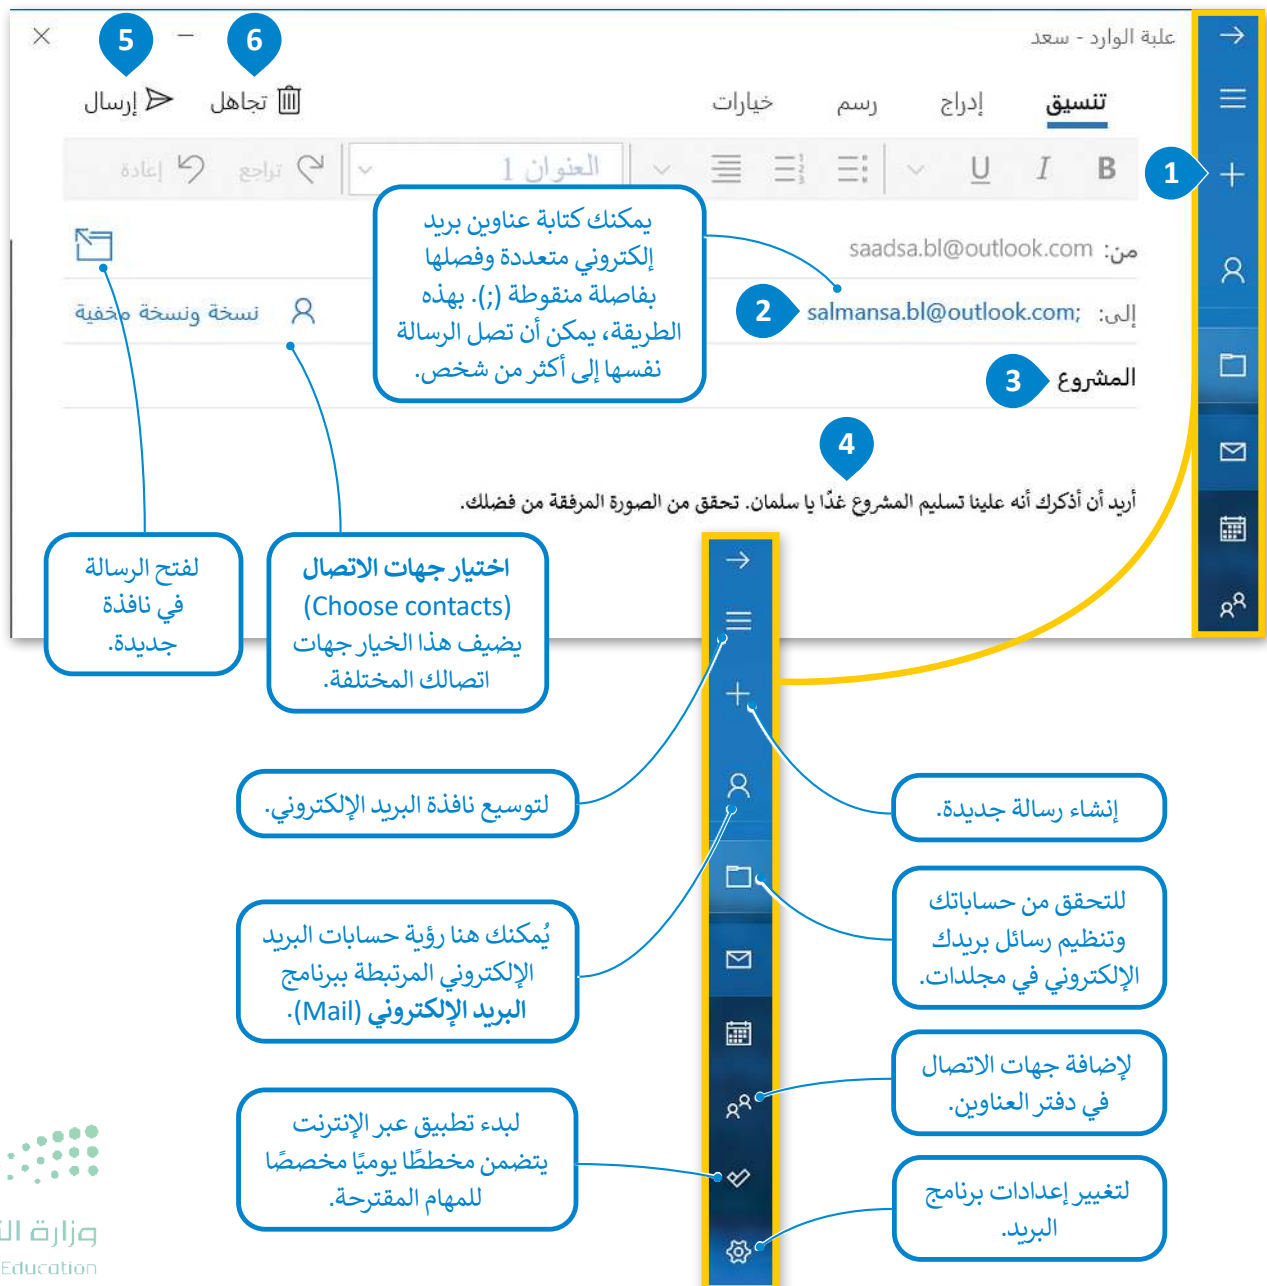 علبة الوارد - سعد
5
6
تنسيق إدراج رسم خيارات
تجاهل إرسال
B I U العنوان 1 تراجع إعادة
1
من: saadsa.bl@outlook.com
إلى: salmansa.bl@outlook.com;
2
نسخة ونسخة مخفية
يمكنك كتابة عناوين بريد
إلكتروني متعددة وفصلها
بفاصلة منقوطة (;). بهذه
الطريقة، يمكن أن تصل الرسالة
نفسها إلى أكثر من شخص.
المشروع
3
4
أريد أن أذكرك أنه علينا تسليم المشروع غدًا يا سلمان. تحقق من الصورة المرفقة من فضلك.
اختيار جهات الاتصال
(Choose contacts)
يضيف هذا الخيار جهات
اتصالك المختلفة.
لفتح الرسالة
في نافذة
جديدة.
إنشاء رسالة جديدة.
لتوسيع نافذة البريد الإلكتروني.
للتحقق من حساباتك
وتنظيم رسائل بريدك
الإلكتروني في مجلدات.
يُمكنك هنا رؤية حسابات البريد
الإلكتروني المرتبطة ببرنامج
البريد الإلكتروني (Mail).
لإضافة جهات الاتصال
في دفتر العناوين.
لبدء تطبيق عبر الإنترنت
يتضمن مخططًا يوميًا مخصصًا
للمهام المقترحة.
لتغيير إعدادات برنامج
البريد.
وزارة
Education